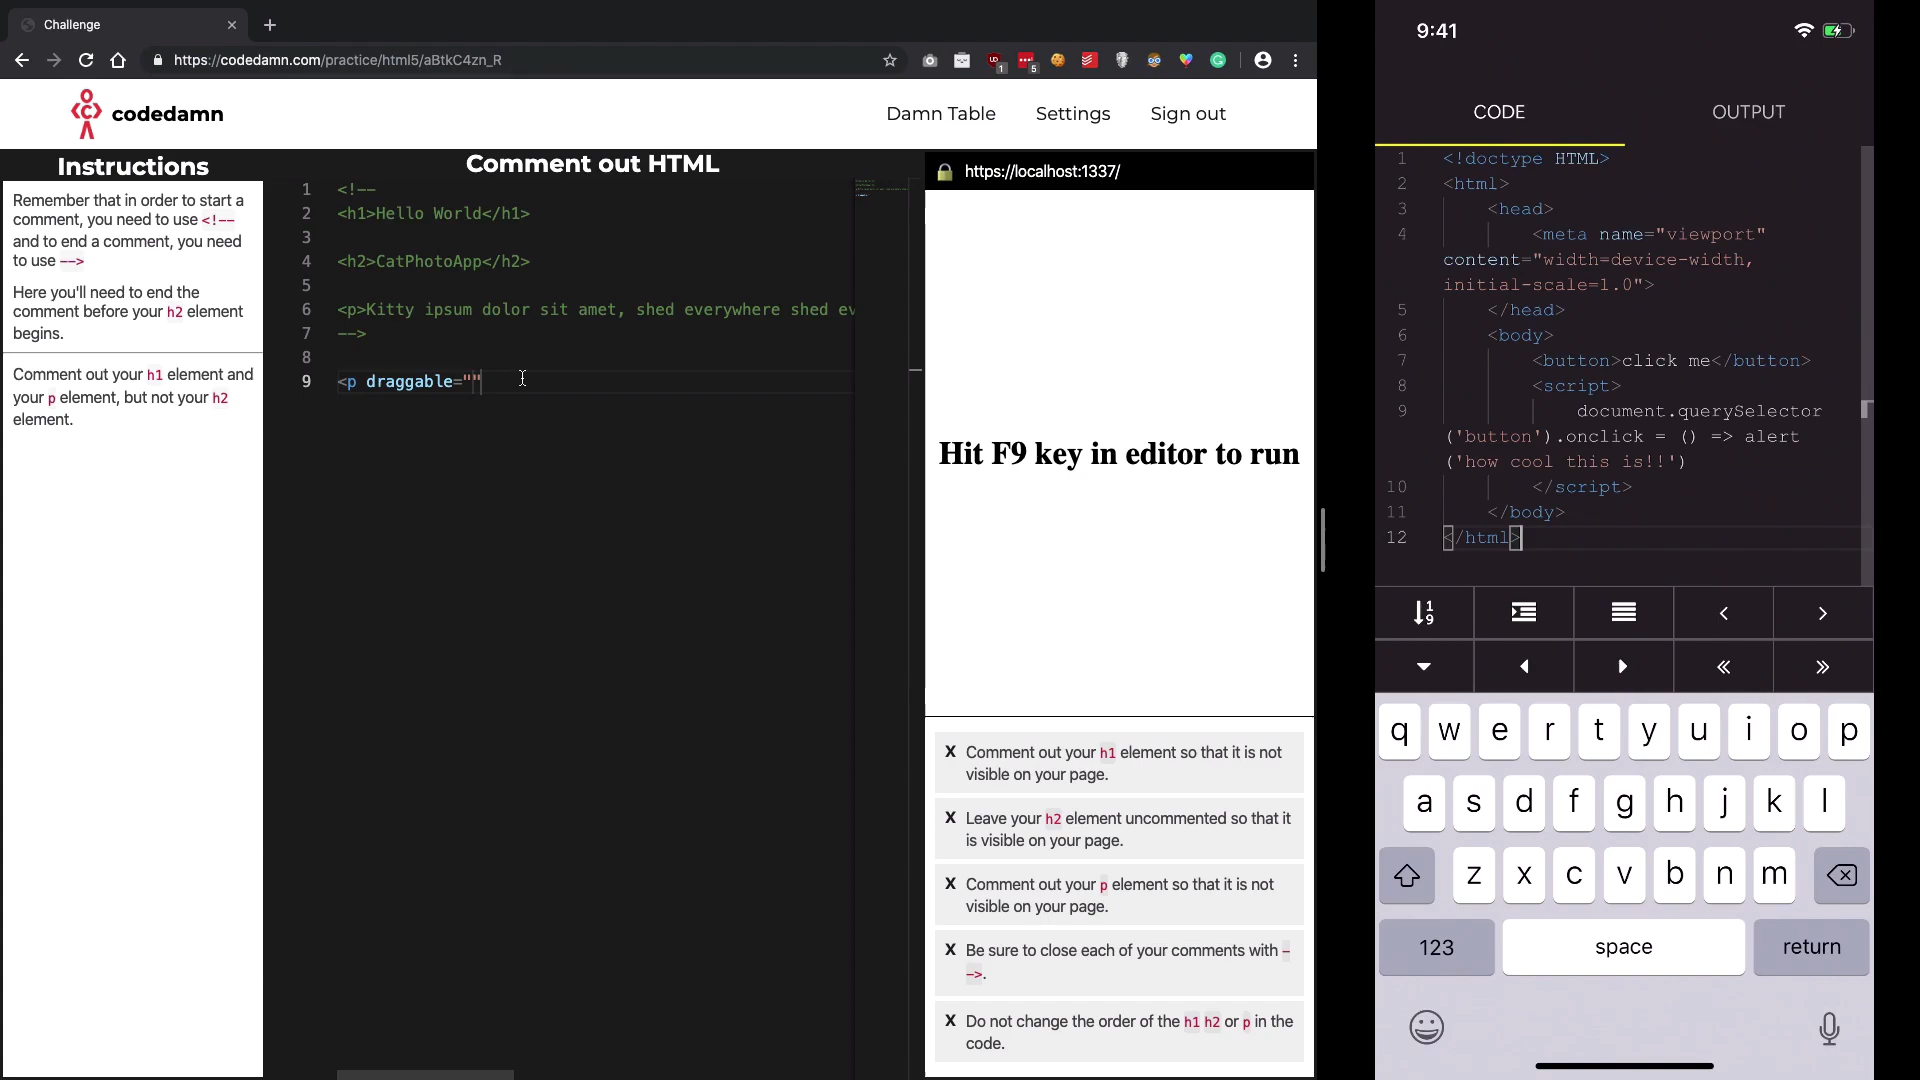 Challenge
https://codedamn.com/practice/html5/aBtkC4zn_R
1
5
codedamn
Damn Table
Settings
Sign out
Instructions
Remember that in order to start a
comment, you need to use <!--
and to end a comment, you need
to use -->
Here you'll need to end the
comment before your h2 element
begins.
Comment out your h1 element and
your p element, but not your h2
element.
Comment out HTML
1 <!--
2 <h1>Hello World</h1>
3
4 <h2>CatPhotoApp</h2>
5
6 <p>Kitty ipsum dolor sit amet, shed everywhere shed ev
7 -->
8
9 <p draggable=""
https://localhost:1337/
Hit F9 key in editor to run
X Comment out your h1 element so that it is not
visible on your page.
X Leave your h2 element uncommented so that it
is visible on your page.
X Comment out your p element so that it is not
visible on your page.
X Be sure to close each of your comments with -
->.
X Do not change the order of the h1 h2 or p in the
code.
9:41
CODE
OUTPUT
1 <!doctype HTML>
2 <html>
3 <head>
4 <meta name="viewport"
content="width=device-width,
initial-scale=1.0">
5 </head>
6 <body>
7 <button>click me</button>
8 <script>
9 document.querySelector
('button').onclick = () => alert
('how cool this is!!')
10 </script>
11 </body>
12 </html>
1
9
q w e r t y u i o p
a s d f g h j k l
z x c v b n m
123
space
return